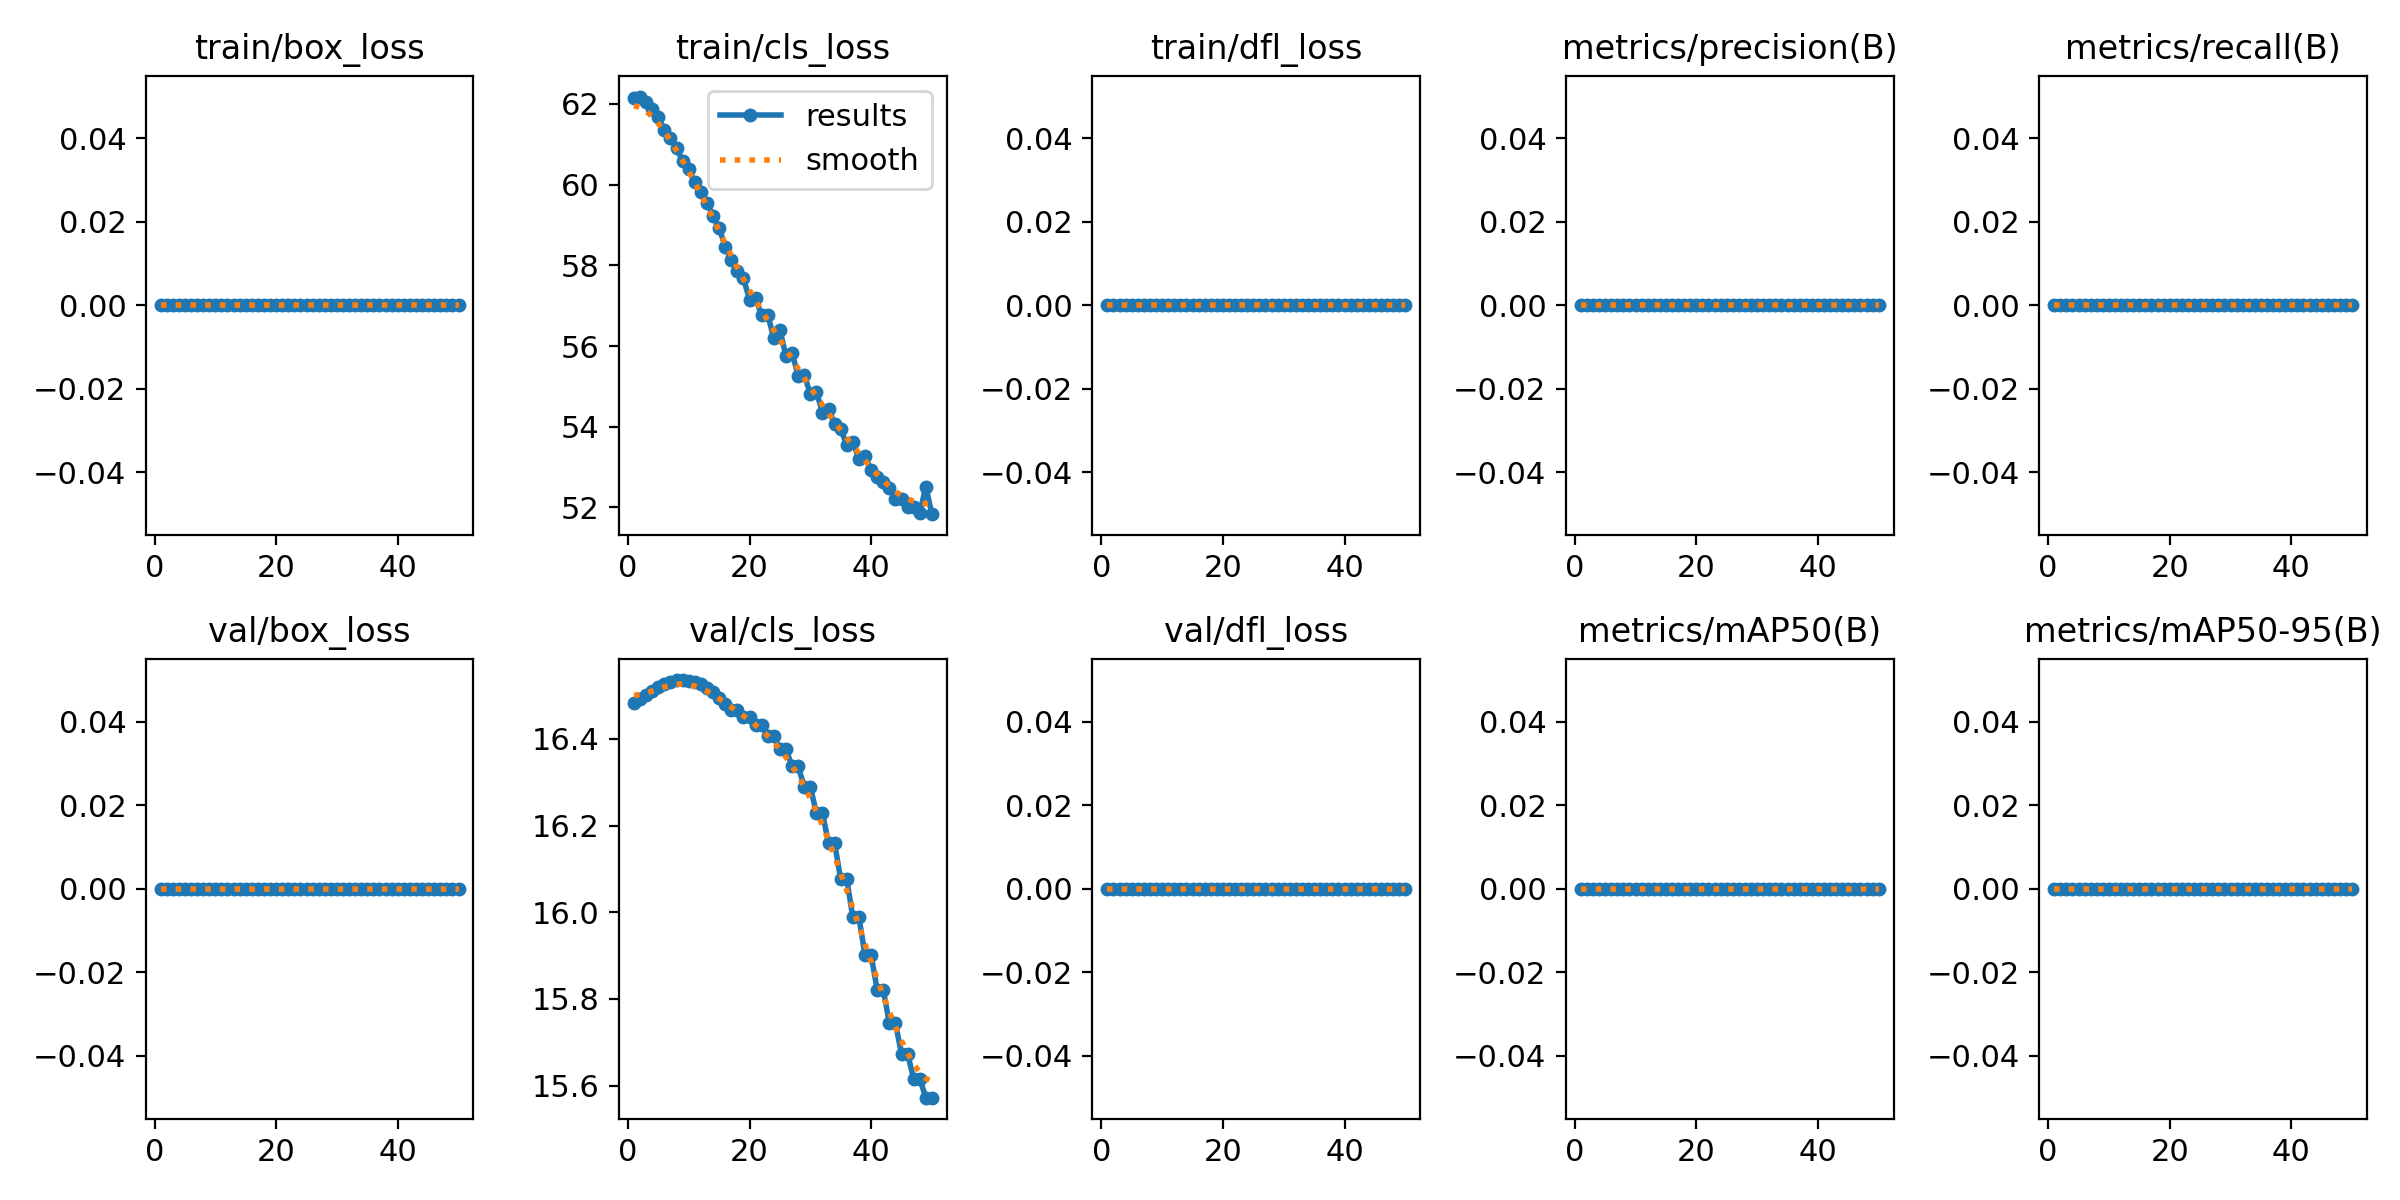 train/box_loss
0.04
0.02
0.00
−0.02
−0.04
0 20 40
train/cls_loss
results
smooth
62
60
58
56
54
52
0 20 40
train/dfl_loss
0.04
0.02
0.00
−0.02
−0.04
0 20 40
metrics/precision(B)
0.04
0.02
0.00
−0.02
−0.04
0 20 40
metrics/recall(B)
0.04
0.02
0.00
−0.02
−0.04
0 20 40
val/box_loss
0.04
0.02
0.00
−0.02
−0.04
0 20 40
val/cls_loss
16.4
16.2
16.0
15.8
15.6
0 20 40
val/dfl_loss
0.04
0.02
0.00
−0.02
−0.04
0 20 40
metrics/mAP50(B)
0.04
0.02
0.00
−0.02
−0.04
0 20 40
metrics/mAP50-95(B)
0.04
0.02
0.00
−0.02
−0.04
0 20 40